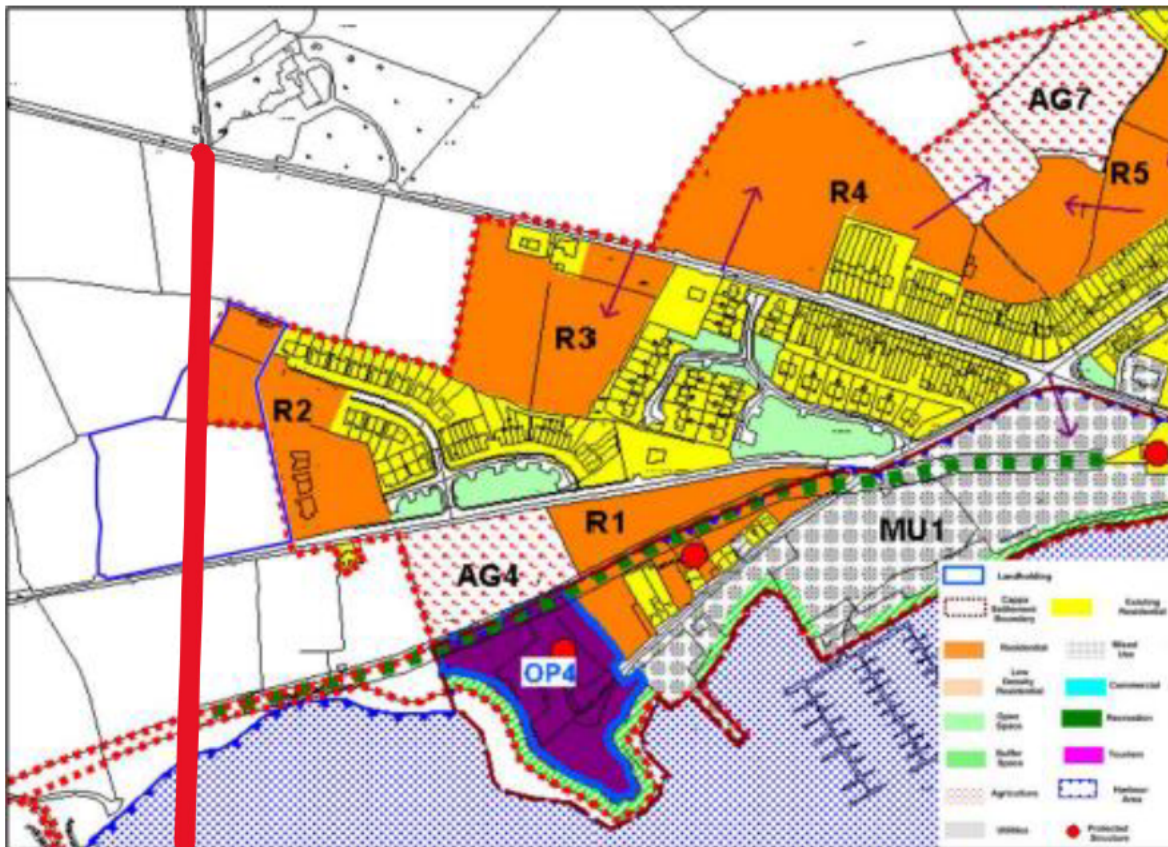 AG7
R4
R5
R3
R2
R1
MU1
AG4
OP4
Landholding
Cappa
Settlement
Boundary
Existing
Residential
Residential
Mixed
Use
Low
Density
Residential
Commercial
Open
Space
Recreation
Buffer
Space
Tourism
Agriculture
Harbour
Area
Utilities
Protected
Structure